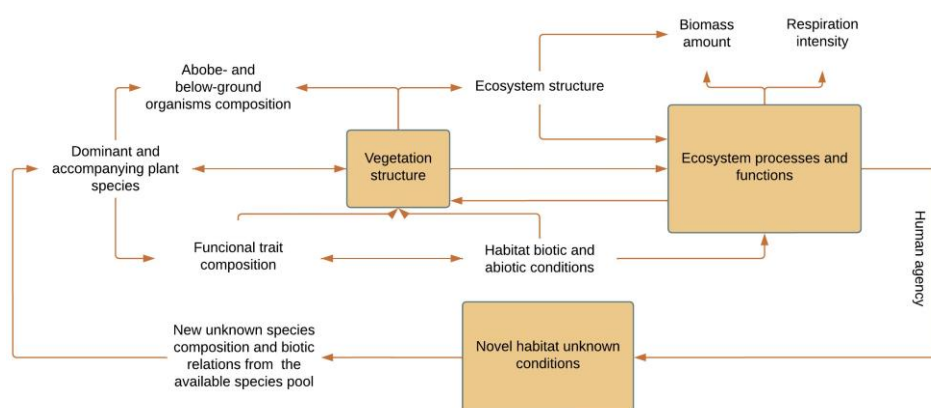 Biomass
amount
Respiration
intensity
Abobe- and
below-ground
organisms composition
Ecosystem structure
Dominant and
accompanying plant
species
Vegetation
structure
Ecosystem processes and
functions
Funcional trait
composition
Habitat biotic and
abiotic conditions
Human agency
New unknown species
composition and biotic
relations from the
available species pool
Novel habitat unknown
conditions